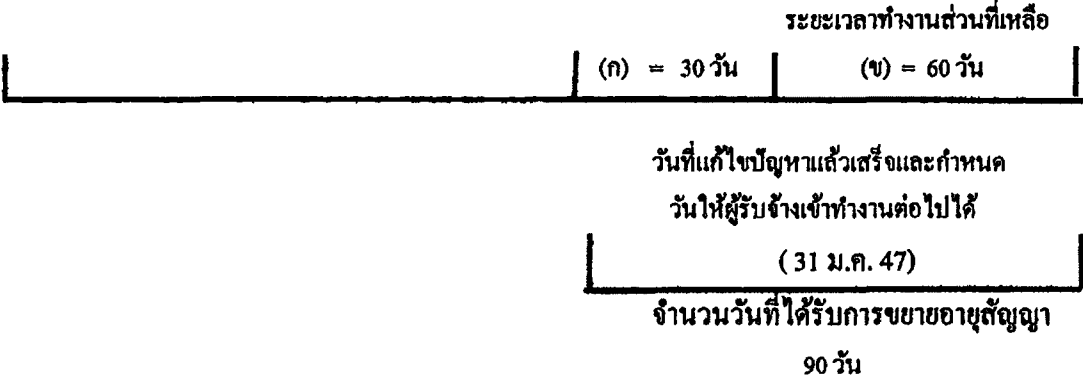 ระยะเวลาทำงานส่วนที่เหลือ
(ก) = 30 วัน (ข) = 60 วัน
วันที่แก้ไขปัญหาแล้วเสร็จและกำหนด
วันให้ผู้รับจ้างเข้าทำงานต่อไปได้
( 31 ม.ค. 47)
จำนวนวันที่ได้รับการขยายอายุสัญญา
90 วัน